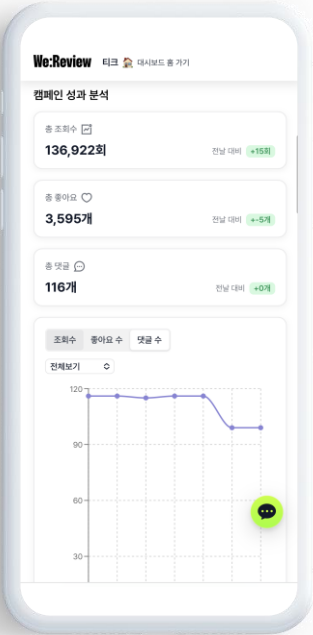 We:Review 티크 대시보드 홈 가기
캠페인 성과 분석
총 조회수
136,922회 전날 대비 +15회
총 좋아요
3,595개 전날 대비 +-5개
총 댓글
116개 전날 대비 +0개
조회수 좋아요 수 댓글 수
전체보기
120
90
60
30